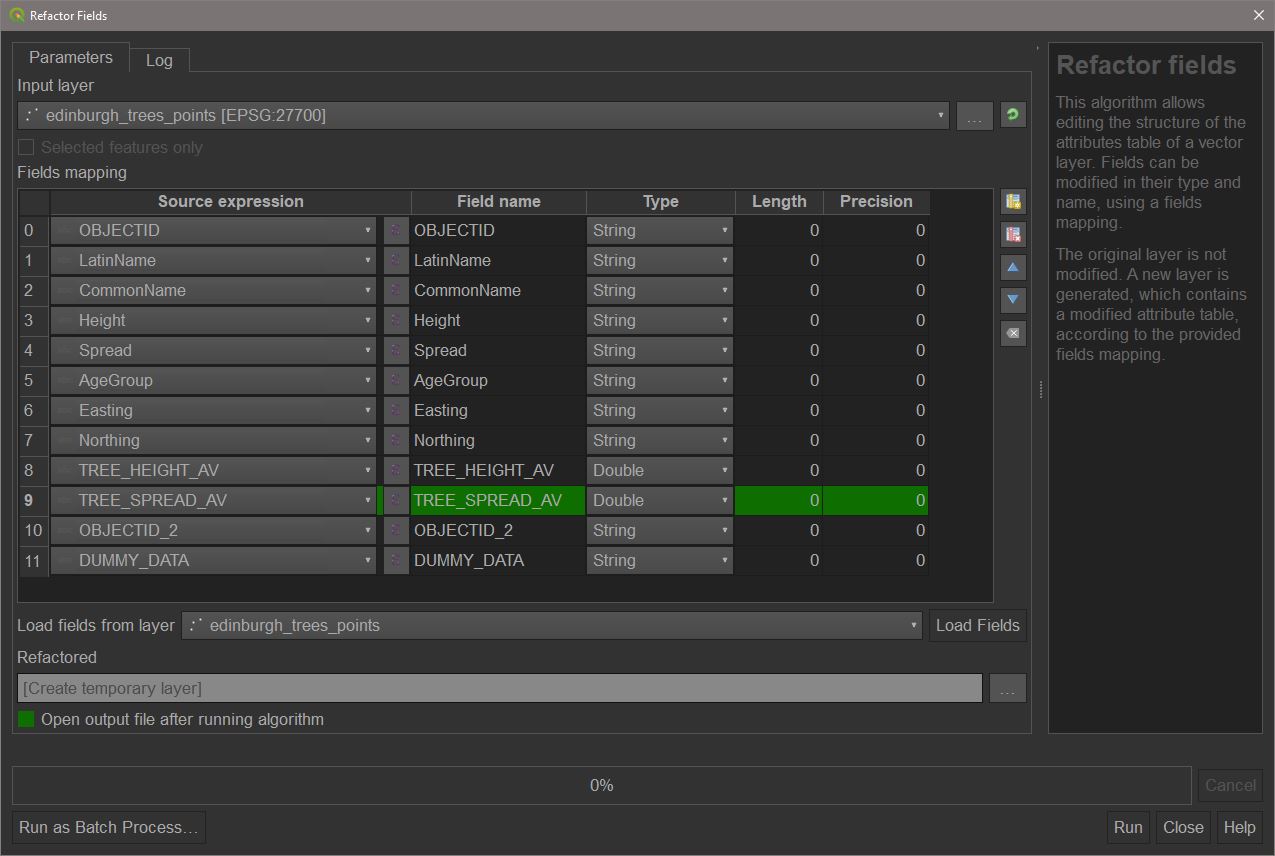 Refactor Fields
Parameters
Log
Input layer
edinburgh_trees_points [EPSG:27700]
...
Selected features only
Fields mapping
Source expression Field name Type Length Precision
0 OBJECTID OBJECTID String 0 0
1 LatinName LatinName String 0 0
2 CommonName CommonName String 0 0
3 Height Height String 0 0
4 Spread Spread String 0 0
5 AgeGroup AgeGroup String 0 0
6 Easting Easting String 0 0
7 Northing Northing String 0 0
8 TREE_HEIGHT_AV TREE_HEIGHT_AV Double 0 0
9 TREE_SPREAD_AV TREE_SPREAD_AV Double 0 0
10 OBJECTID_2 OBJECTID_2 String 0 0
11 DUMMY_DATA DUMMY_DATA String 0 0
Load fields from layer edinburgh_trees_points Load Fields
Refactored
[Create temporary layer] ...
Open output file after running algorithm
Refactor fields
This algorithm allows
editing the structure of the
attributes table of a vector
layer. Fields can be
modified in their type and
name, using a fields
mapping.
The original layer is not
modified. A new layer is
generated, which contains
a modified attribute table,
according to the provided
fields mapping.
0%
Cancel
Run as Batch Process... Run Close Help